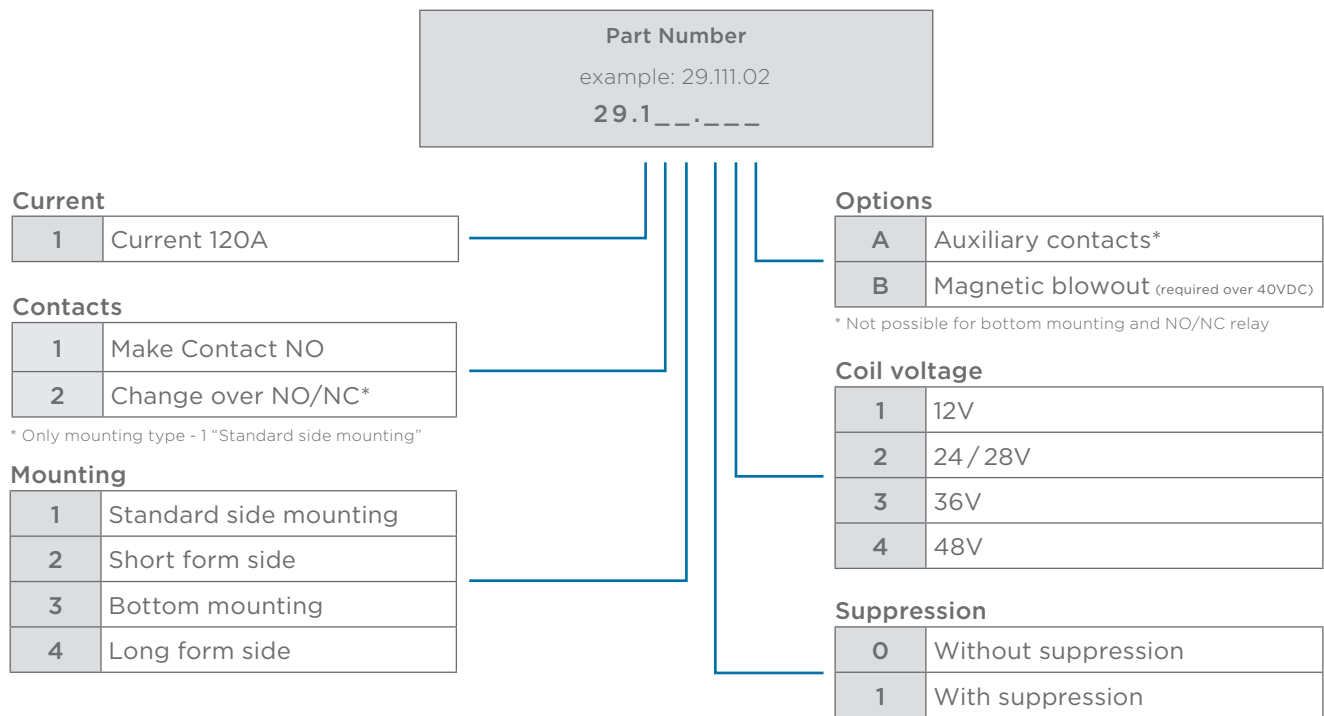 Part Number
example: 29.111.02
29.1__.___
Current
1 Current 120A
Contacts
1 Make Contact NO
2 Change over NO/NC*
* Only mounting type - 1 “Standard side mounting”
Mounting
1 Standard side mounting
2 Short form side
3 Bottom mounting
4 Long form side
Options
A Auxiliary contacts*
B Magnetic blowout (required over 40VDC)
* Not possible for bottom mounting and NO/NC relay
Coil voltage
1 12V
2 24 / 28V
3 36V
4 48V
Suppression
0 Without suppression
1 With suppression